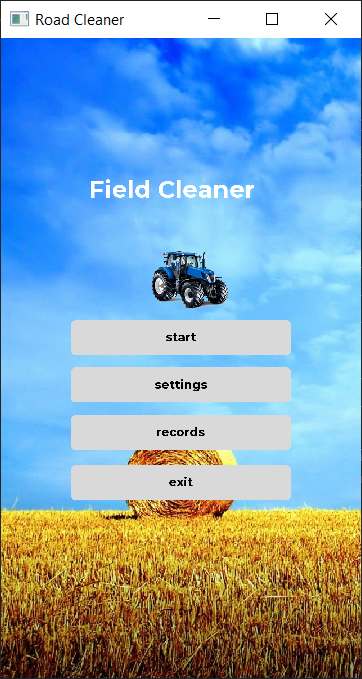 Road Cleaner
Field Cleaner
start
settings
records
exit